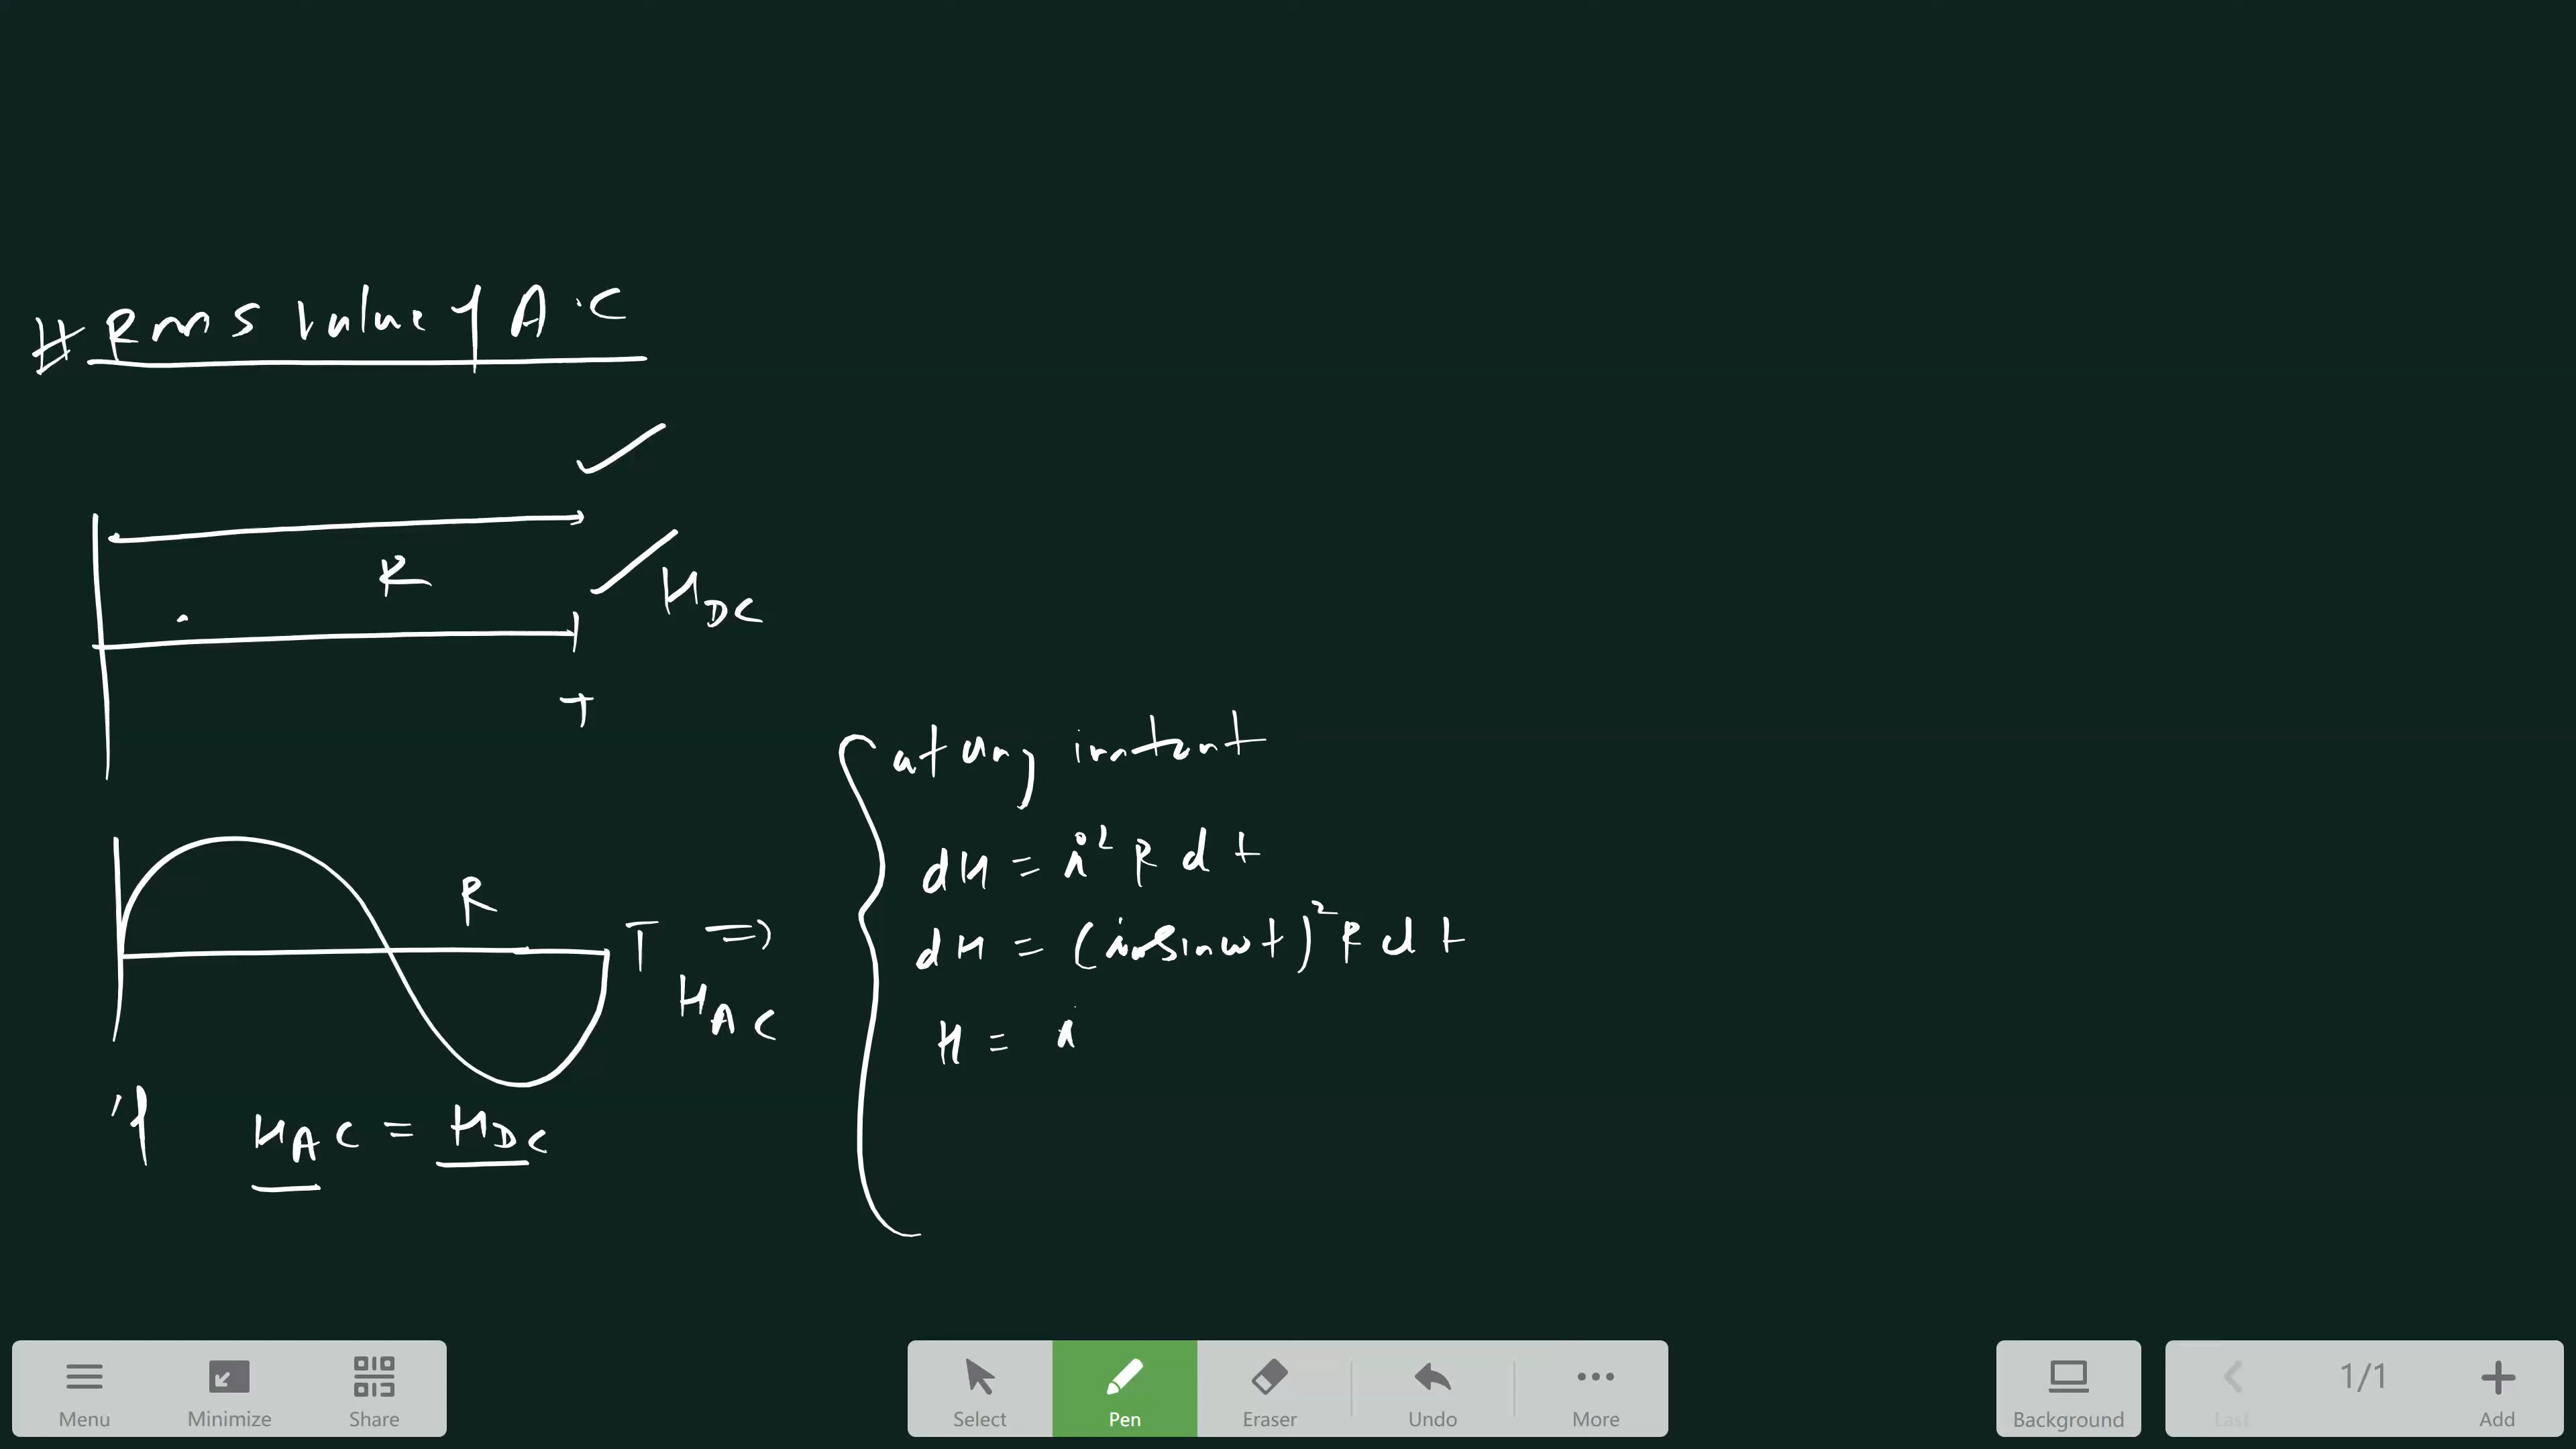 # Rms value of A.C
R
H_DC
T
R
T ⇒
H_AC
if H_AC = H_DC
at any instant
dH = i² R dt
dH = (i₀ sin ωt)² R dt
H = i
Menu
Minimize
Share
Select
Pen
Eraser
Undo
More
Background
Last
1/1
Add